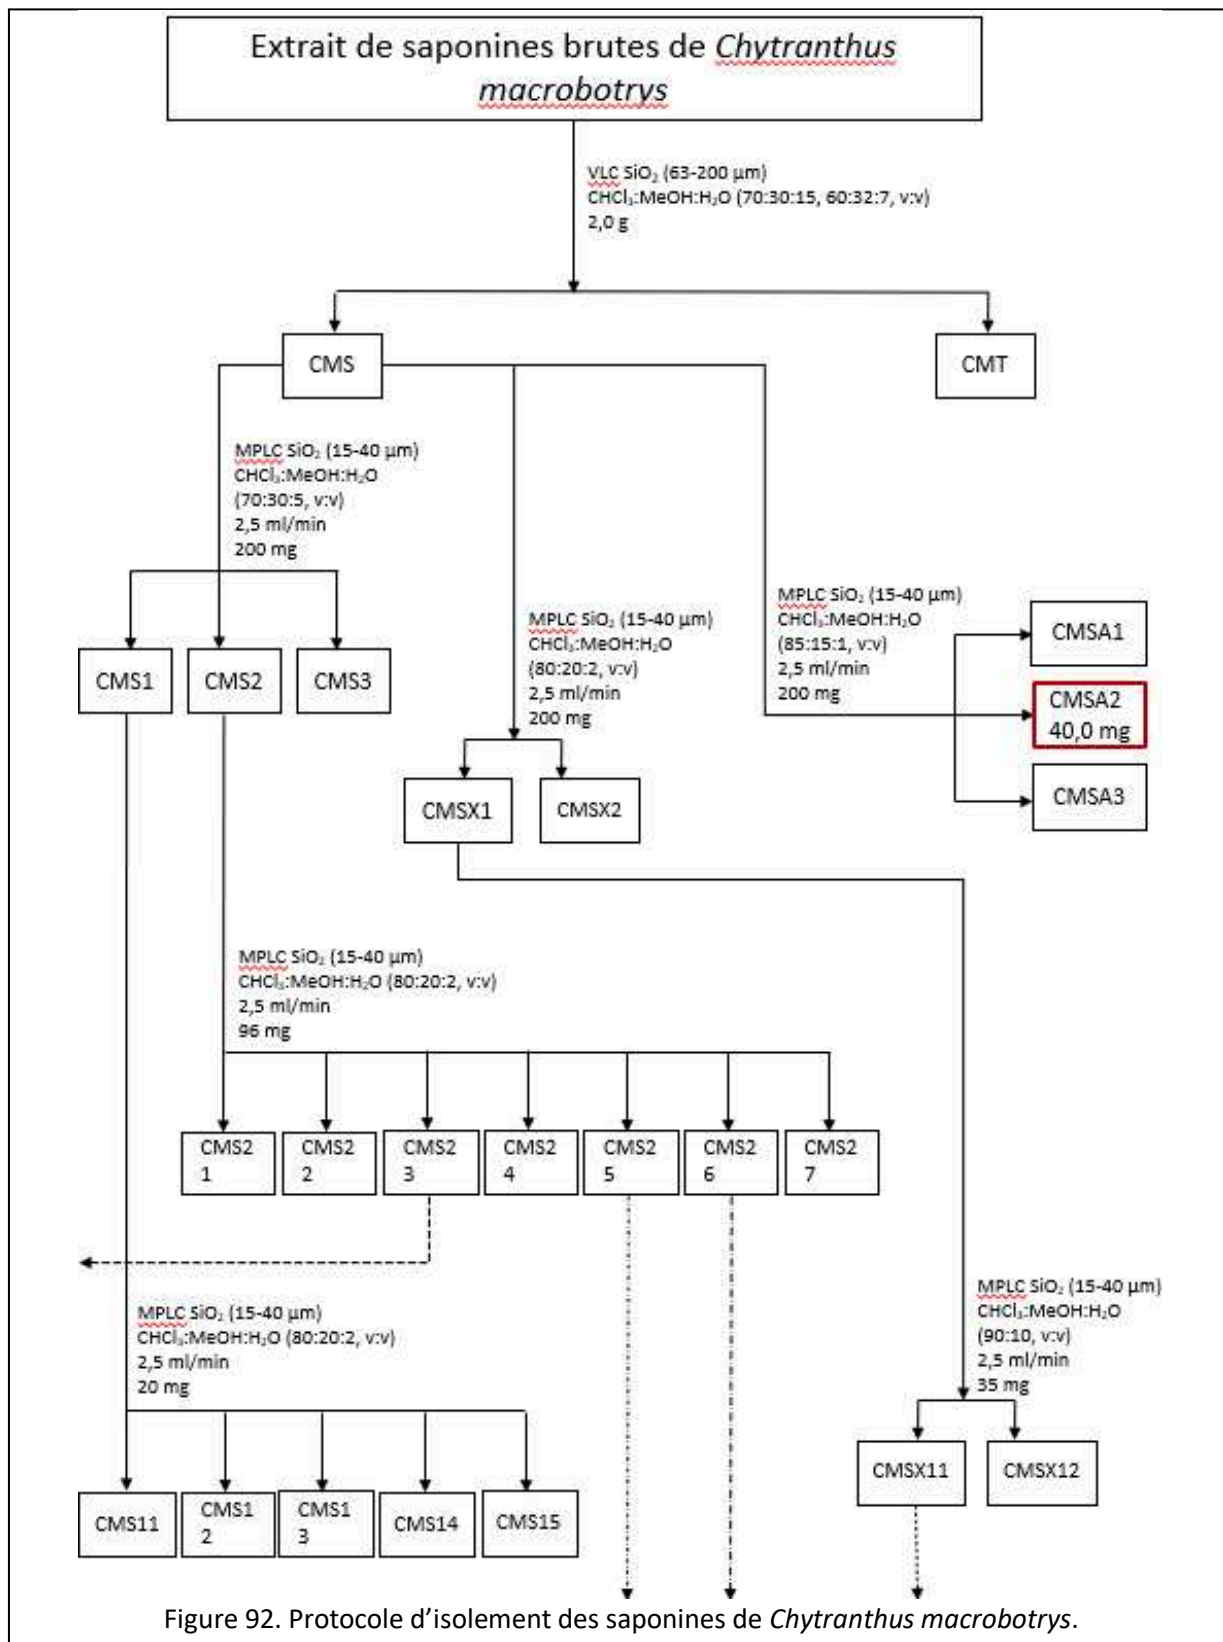 Extrait de saponines brutes de Chytranthus
macrobotrys
VLC SiO₂ (63-200 µm)
CHCl₃:MeOH:H₂O (70:30:15, 60:32:7, v:v)
2,0 g
CMS
CMT
MPLC SiO₂ (15-40 µm)
CHCl₃:MeOH:H₂O
(70:30:5, v:v)
2,5 ml/min
200 mg
MPLC SiO₂ (15-40 µm)
CHCl₃:MeOH:H₂O
(80:20:2, v:v)
2,5 ml/min
200 mg
MPLC SiO₂ (15-40 µm)
CHCl₃:MeOH:H₂O
(85:15:1, v:v)
2,5 ml/min
200 mg
CMSA1
CMSA2
40,0 mg
CMSA3
CMS1
CMS2
CMS3
CMSX1
CMSX2
MPLC SiO₂ (15-40 µm)
CHCl₃:MeOH:H₂O (80:20:2, v:v)
2,5 ml/min
96 mg
CMS2
1
CMS2
2
CMS2
3
CMS2
4
CMS2
5
CMS2
6
CMS2
7
MPLC SiO₂ (15-40 µm)
CHCl₃:MeOH:H₂O (80:20:2, v:v)
2,5 ml/min
20 mg
MPLC SiO₂ (15-40 µm)
CHCl₃:MeOH:H₂O
(90:10, v:v)
2,5 ml/min
35 mg
CMSX11
CMSX12
CMS11
CMS1
2
CMS1
3
CMS14
CMS15
Figure 92. Protocole d’isolement des saponines de Chytranthus macrobotrys.